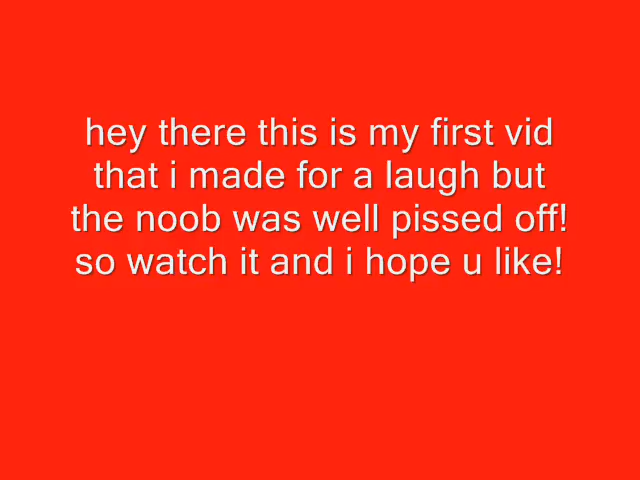 hey there this is my first vid
that i made for a laugh but
the noob was well pissed off!
so watch it and i hope u like!